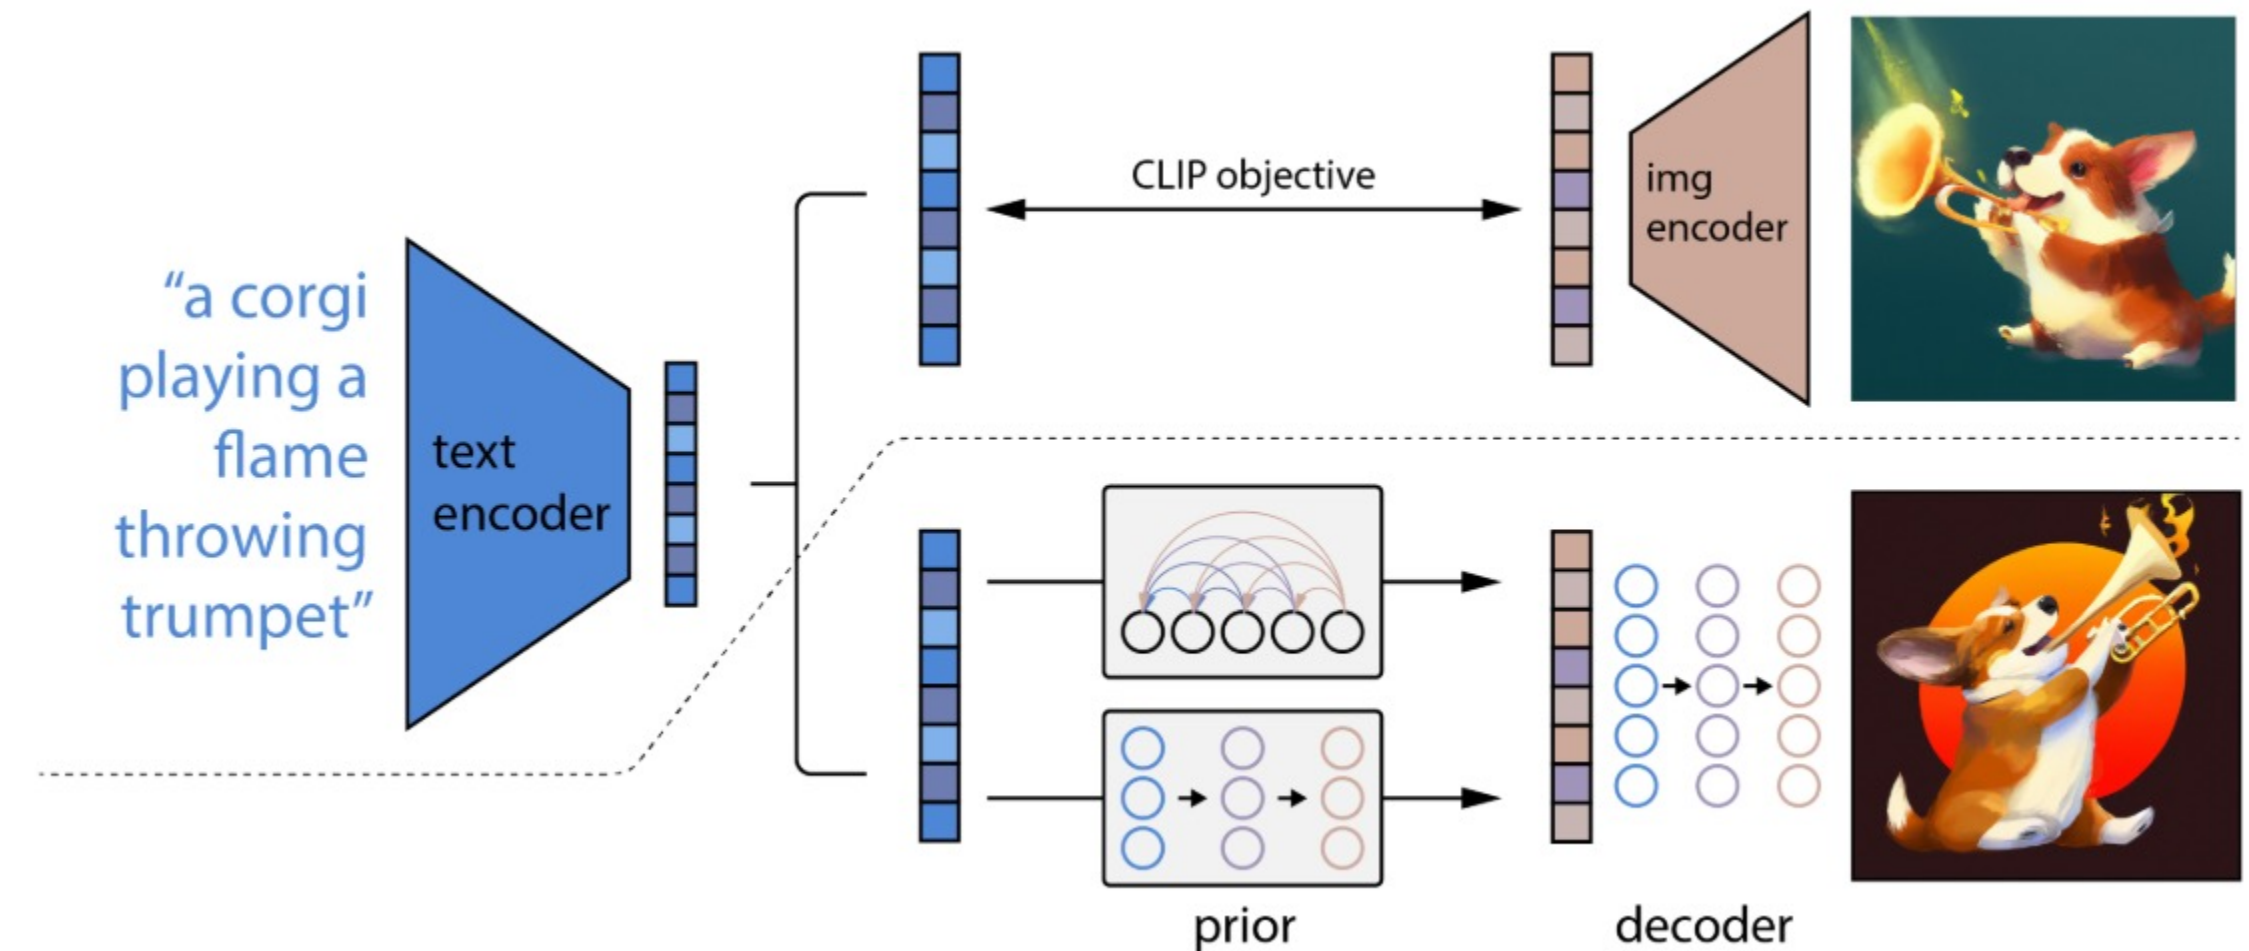 “a corgi
playing a
flame
throwing
trumpet”
text
encoder
CLIP objective
img
encoder
prior
decoder